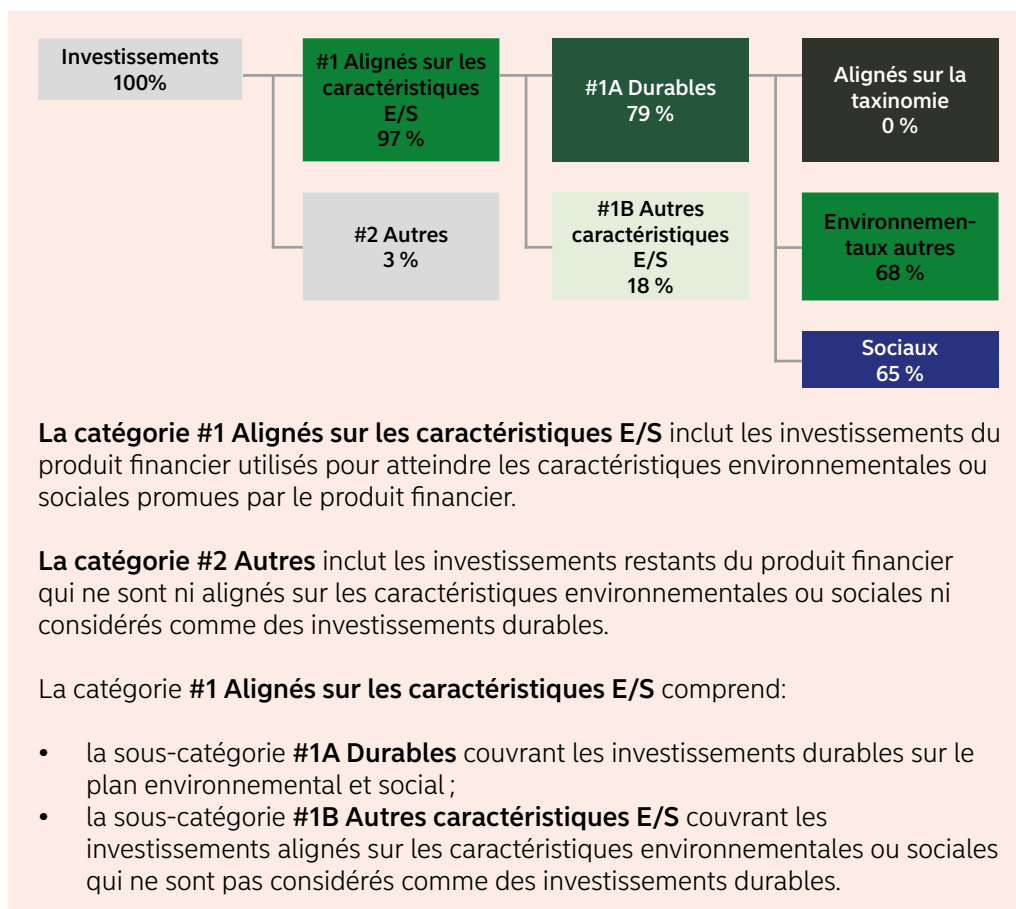 Investissements
100%
#1 Alignés sur les
caractéristiques
E/S
97 %
#2 Autres
3 %
#1A Durables
79 %
#1B Autres
caractéristiques
E/S
18 %
Alignés sur la
taxinomie
0 %
Environnemen-
taux autres
68 %
Sociaux
65 %
La catégorie #1 Alignés sur les caractéristiques E/S inclut les investissements du
produit financier utilisés pour atteindre les caractéristiques environnementales ou
sociales promues par le produit financier.
La catégorie #2 Autres inclut les investissements restants du produit financier
qui ne sont ni alignés sur les caractéristiques environnementales ou sociales ni
considérés comme des investissements durables.
La catégorie #1 Alignés sur les caractéristiques E/S comprend:
• la sous-catégorie #1A Durables couvrant les investissements durables sur le
plan environnemental et social ;
• la sous-catégorie #1B Autres caractéristiques E/S couvrant les
investissements alignés sur les caractéristiques environnementales ou sociales
qui ne sont pas considérés comme des investissements durables.